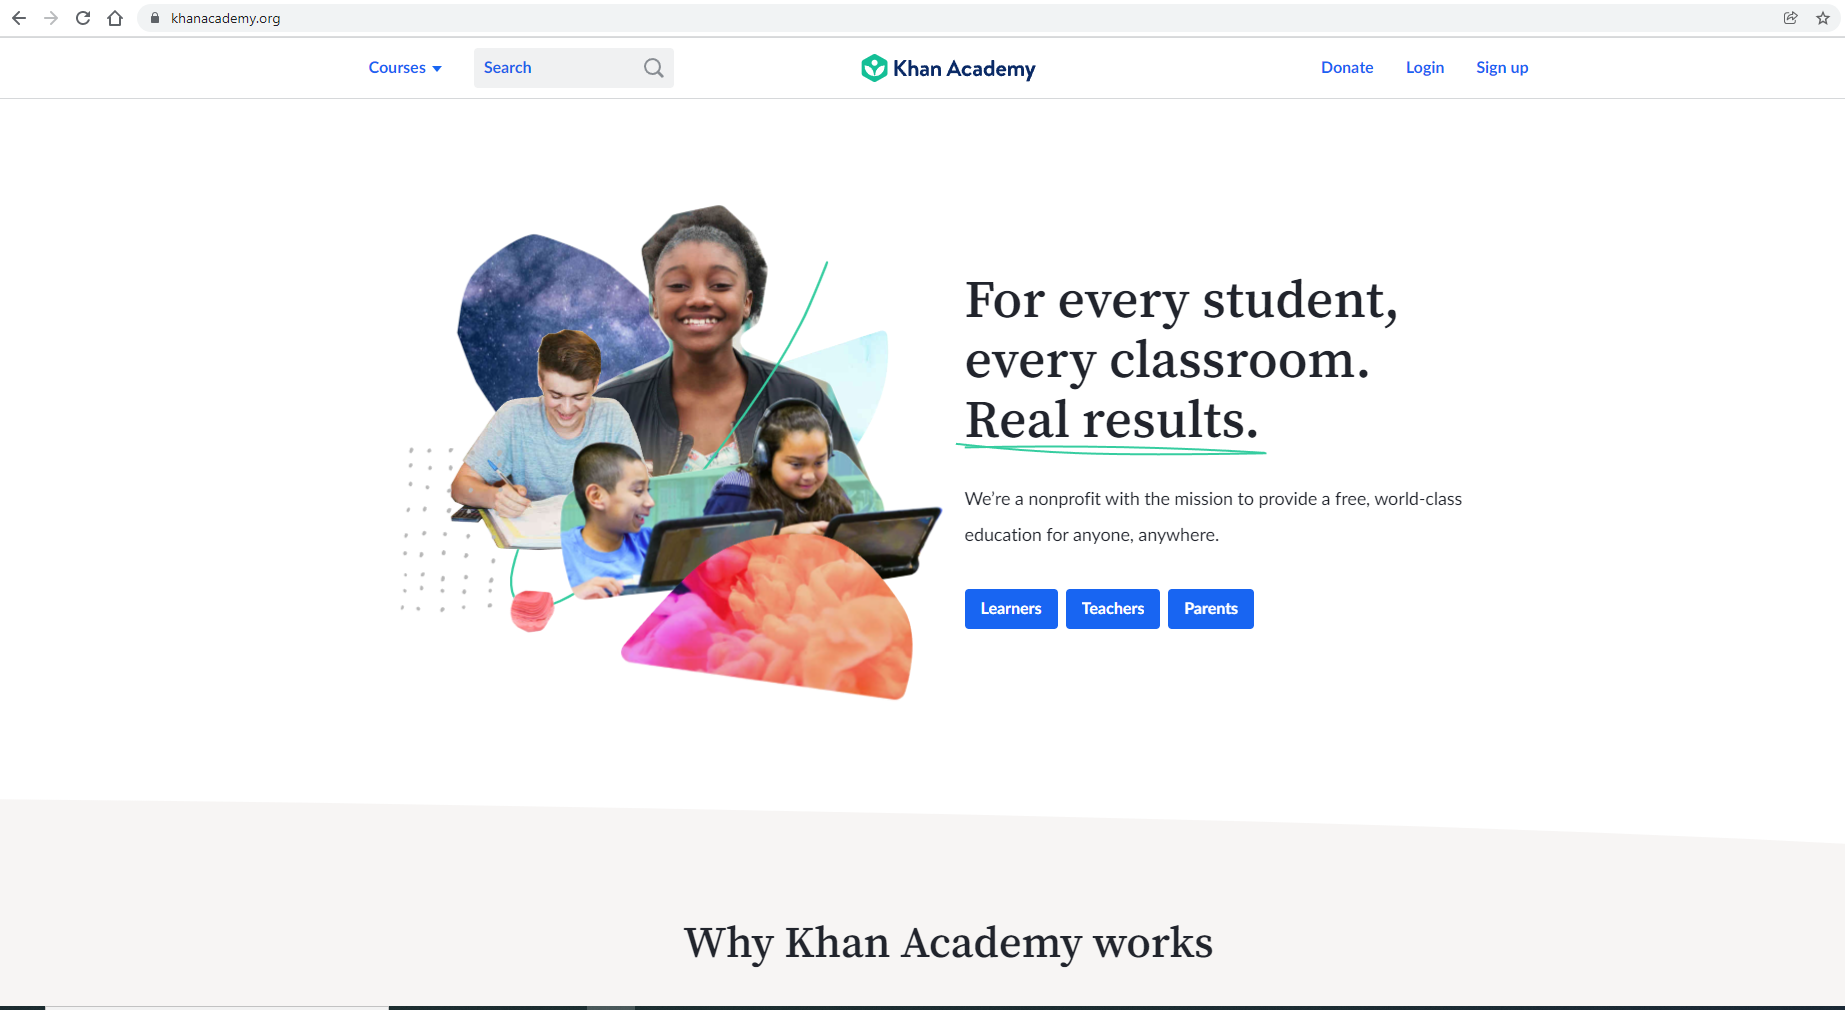 khanacademy.org
Courses
Search
Khan Academy
Donate
Login
Sign up
For every student,
every classroom.
Real results.
We’re a nonprofit with the mission to provide a free, world-class
education for anyone, anywhere.
Learners
Teachers
Parents
Why Khan Academy works